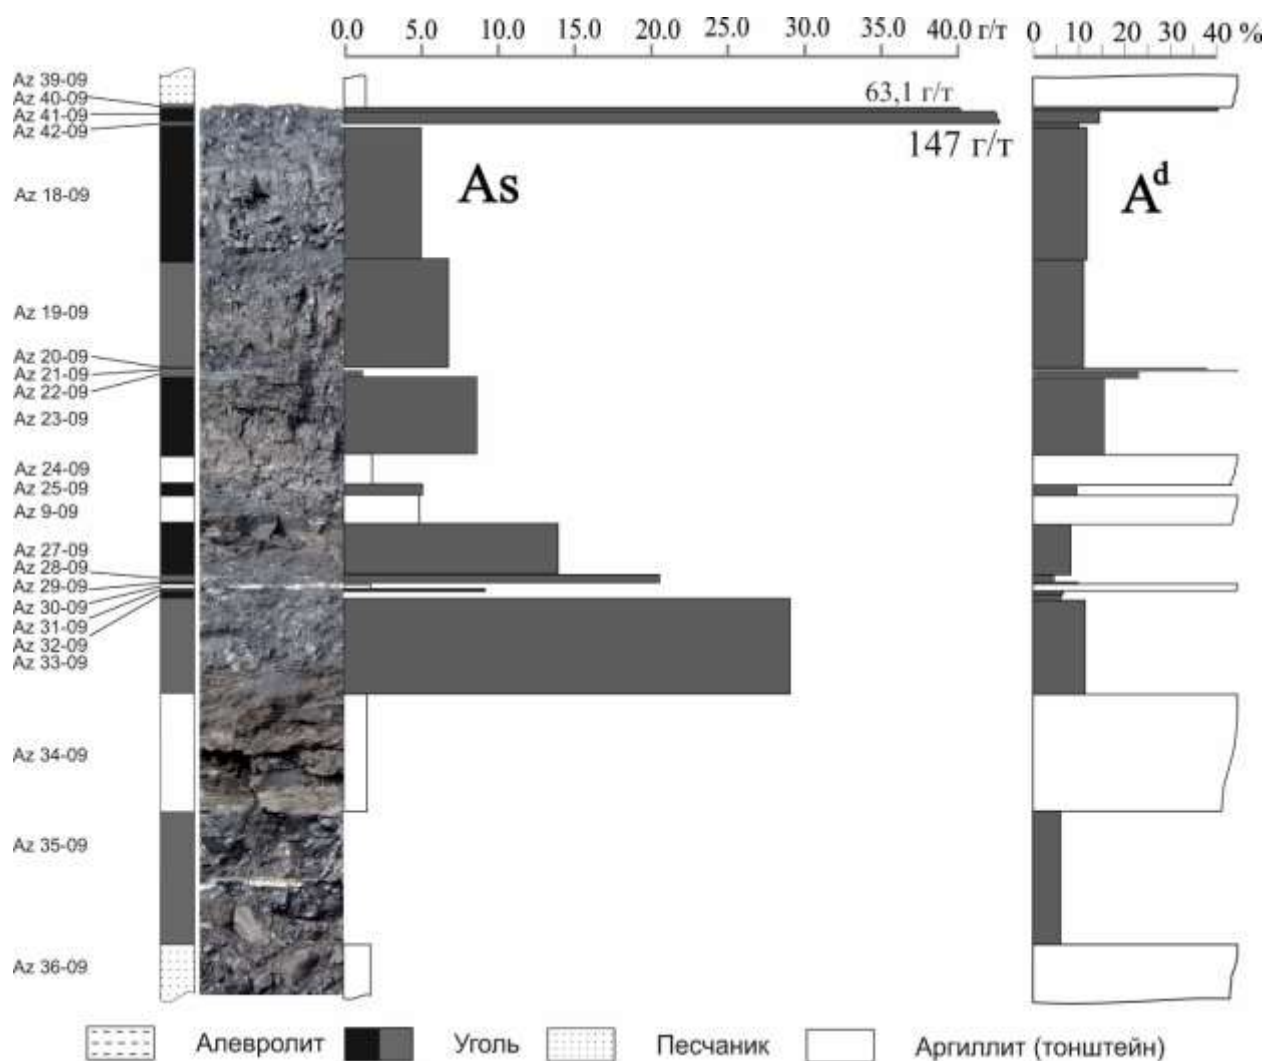 0.0 5.0 10.0 15.0 20.0 25.0 30.0 35.0 40.0 г/т
0 10 20 30 40 %
Az 39-09
Az 40-09
Az 41-09
Az 42-09
63,1 г/т
147 г/т
As
Aᵈ
Az 18-09
Az 19-09
Az 20-09
Az 21-09
Az 22-09
Az 23-09
Az 24-09
Az 25-09
Az 9-09
Az 27-09
Az 28-09
Az 29-09
Az 30-09
Az 31-09
Az 32-09
Az 33-09
Az 34-09
Az 35-09
Az 36-09
Алевролит Уголь Песчаник Аргиллит (тонштейн)